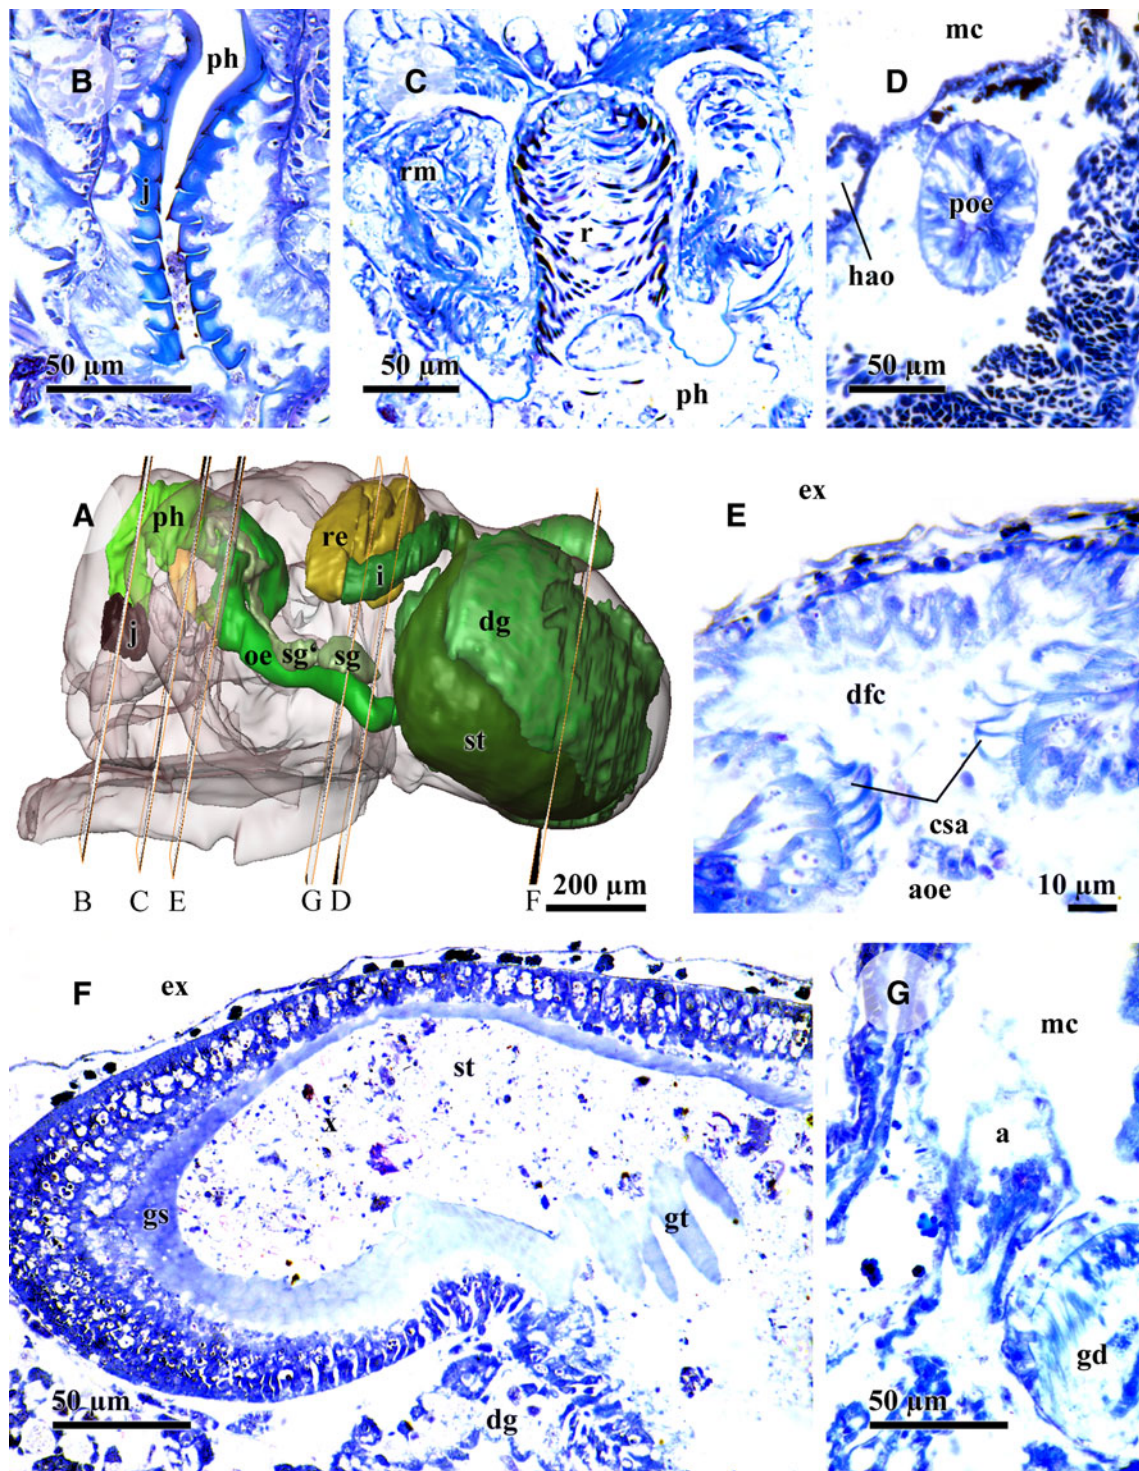 B
ph
j
50 µm
C
rm
r
50 µm
ph
mc
D
poe
hao
50 µm
A
ph
re
i
j
oe
sg‘
sg
dg
st
B C E G D F
200 µm
ex
E
dfc
csa
aoe
10 µm
F
ex
st
x
gs
gt
50 µm
dg
G
mc
a
gd
50 µm